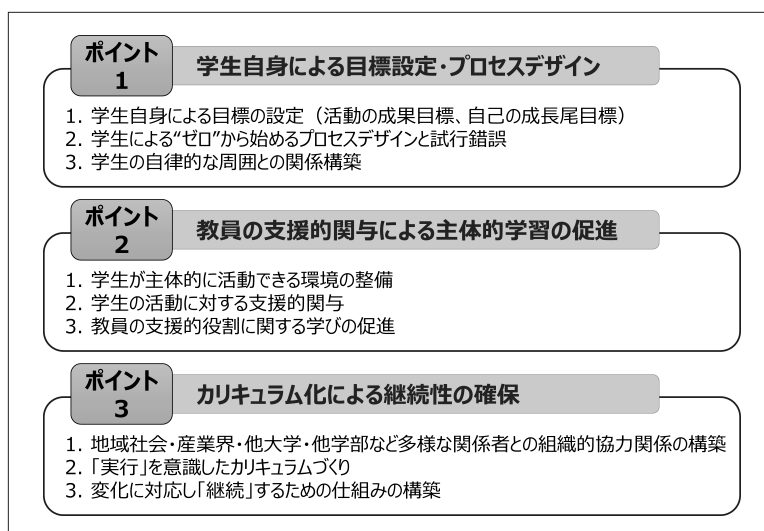 ポイント
1
学生自身による目標設定・プロセスデザイン
1. 学生自身による目標の設定（活動の成果目標、自己の成長尾目標）
2. 学生による“ゼロ”から始めるプロセスデザインと試行錯誤
3. 学生の自律的な周囲との関係構築
ポイント
2
教員の支援的関与による主体的学習の促進
1. 学生が主体的に活動できる環境の整備
2. 学生の活動に対する支援的関与
3. 教員の支援的役割に関する学びの促進
ポイント
3
カリキュラム化による継続性の確保
1. 地域社会・産業界・他大学・他学部など多様な関係者との組織的協力関係の構築
2. 「実行」を意識したカリキュラムづくり
3. 変化に対応し「継続」するための仕組みの構築